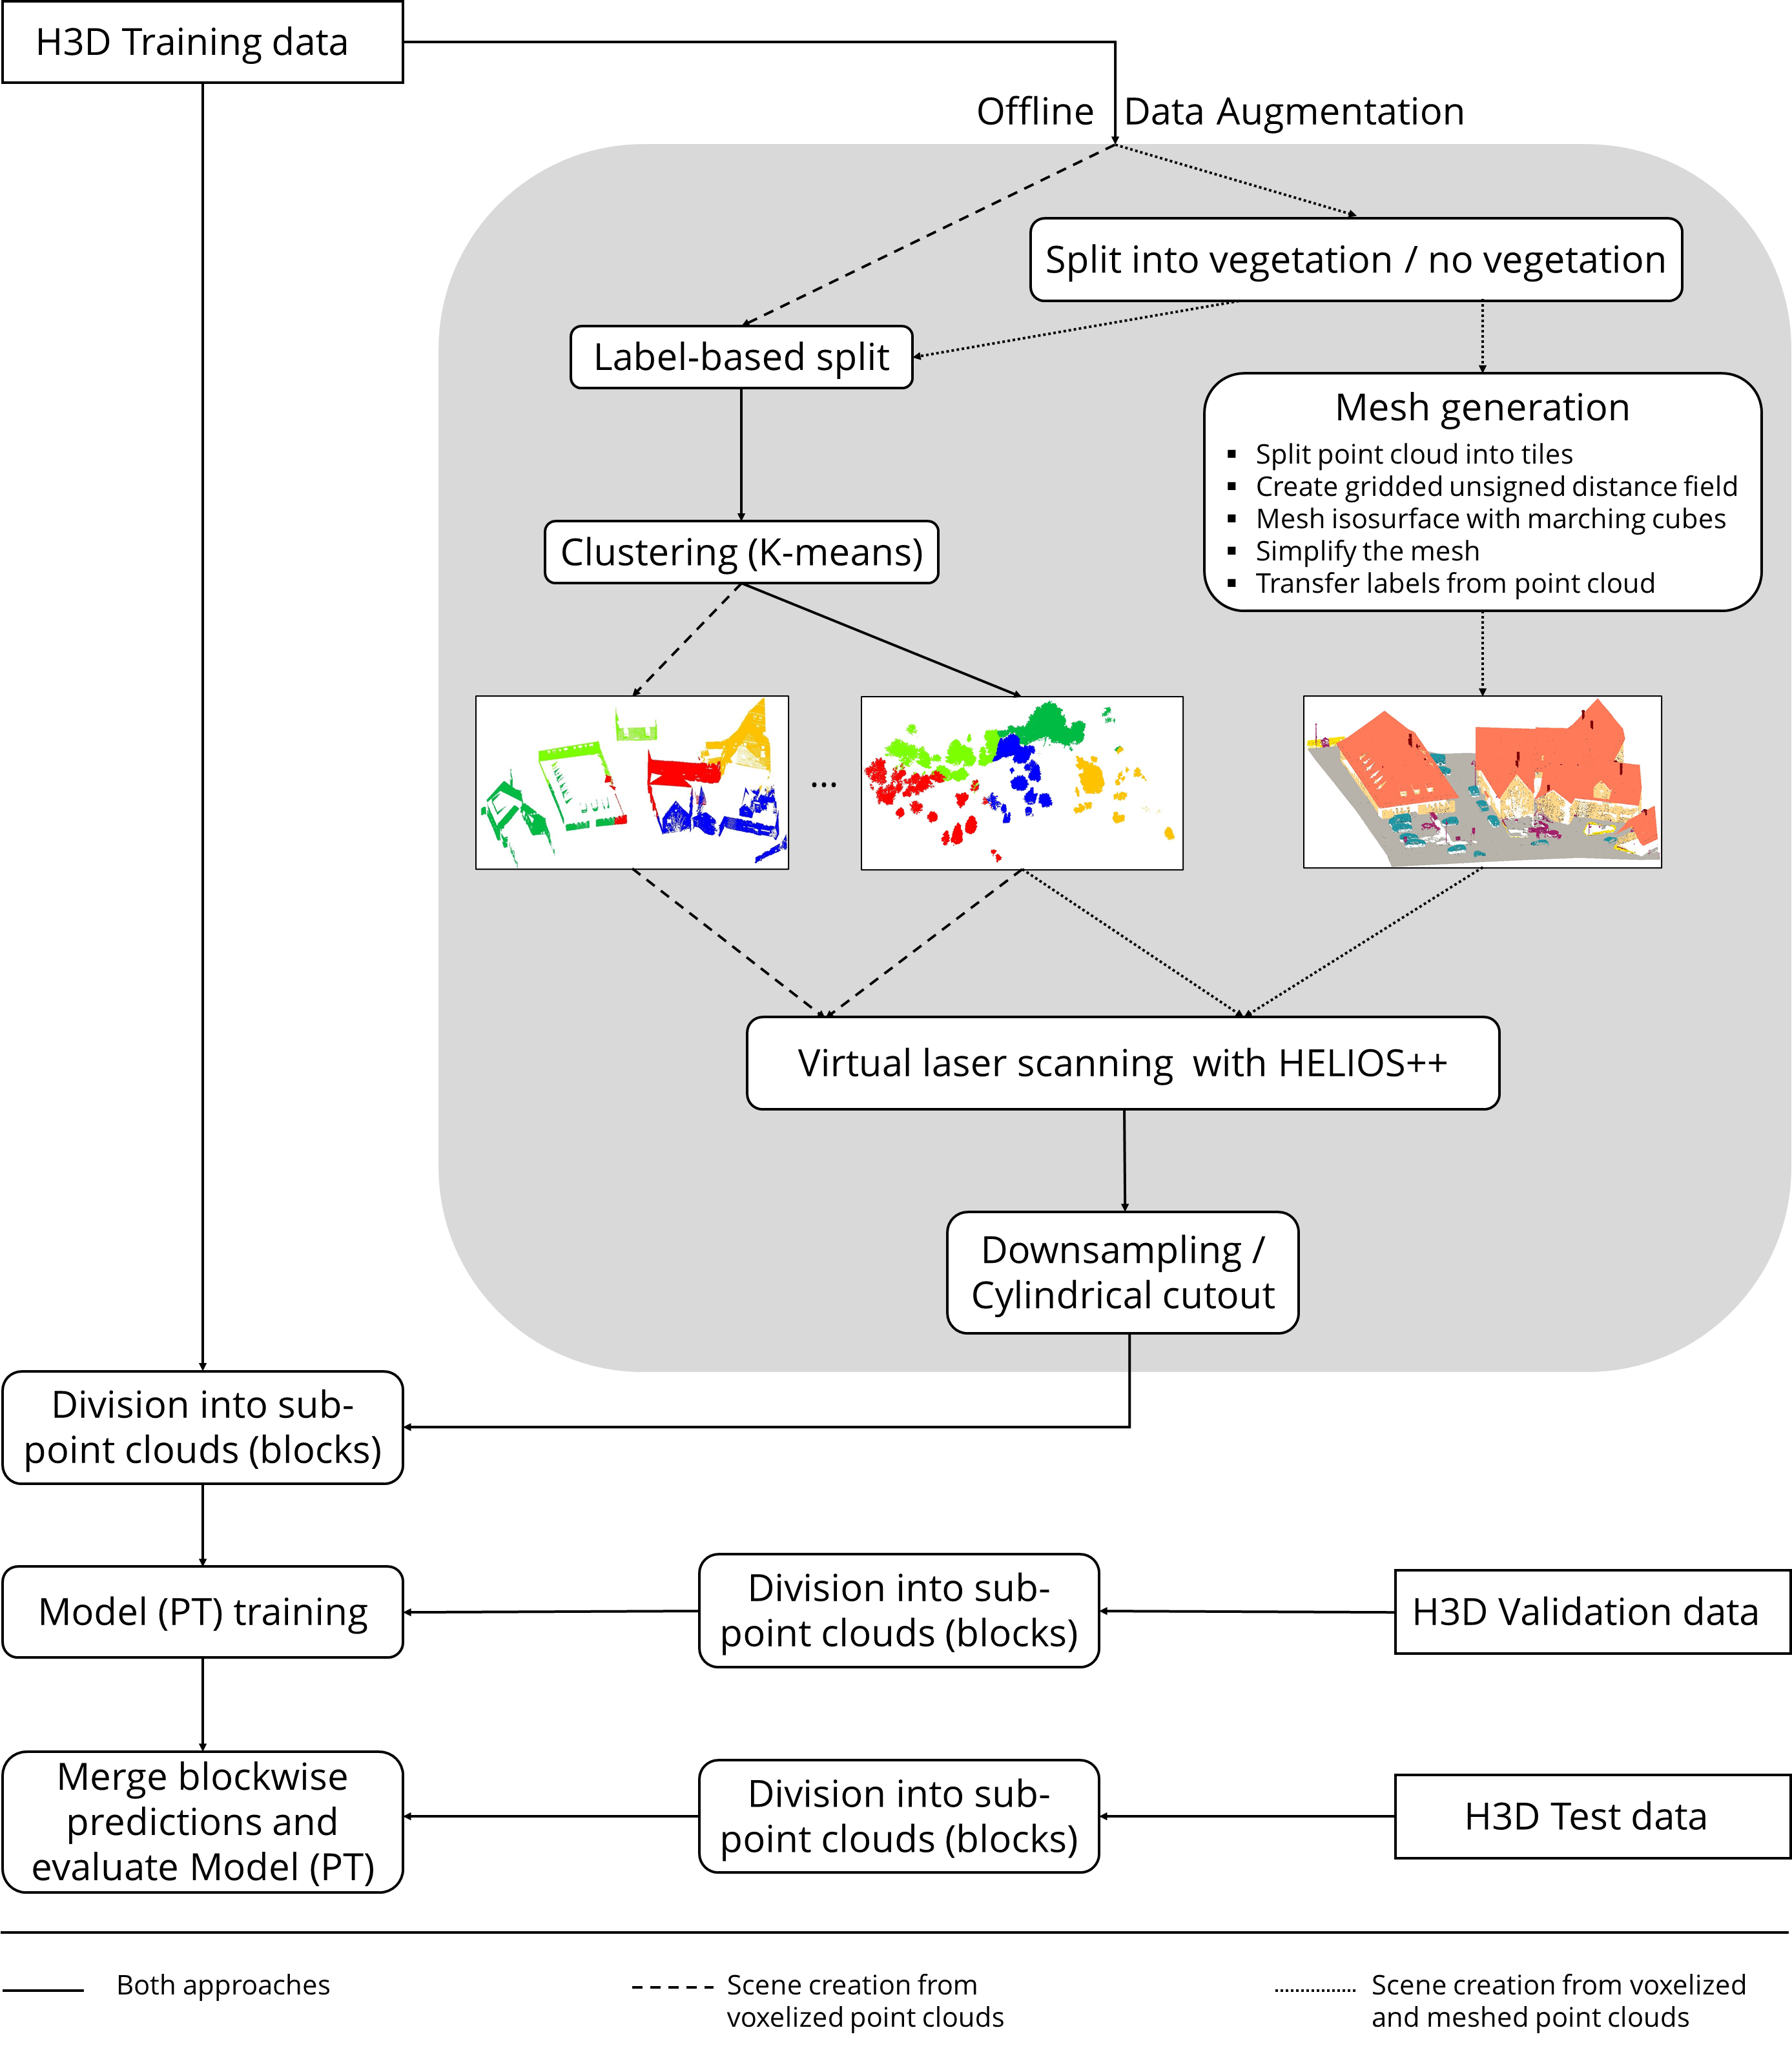 H3D Training data
Offline Data Augmentation
Split into vegetation / no vegetation
Label-based split
Mesh generation
▪ Split point cloud into tiles
▪ Create gridded unsigned distance field
▪ Mesh isosurface with marching cubes
▪ Simplify the mesh
▪ Transfer labels from point cloud
Clustering (K-means)
...
Virtual laser scanning with HELIOS++
Downsampling /
Cylindrical cutout
Division into sub-
point clouds (blocks)
Model (PT) training
Division into sub-
point clouds (blocks)
H3D Validation data
Merge blockwise
predictions and
evaluate Model (PT)
Division into sub-
point clouds (blocks)
H3D Test data
Both approaches
Scene creation from
voxelized point clouds
Scene creation from voxelized
and meshed point clouds